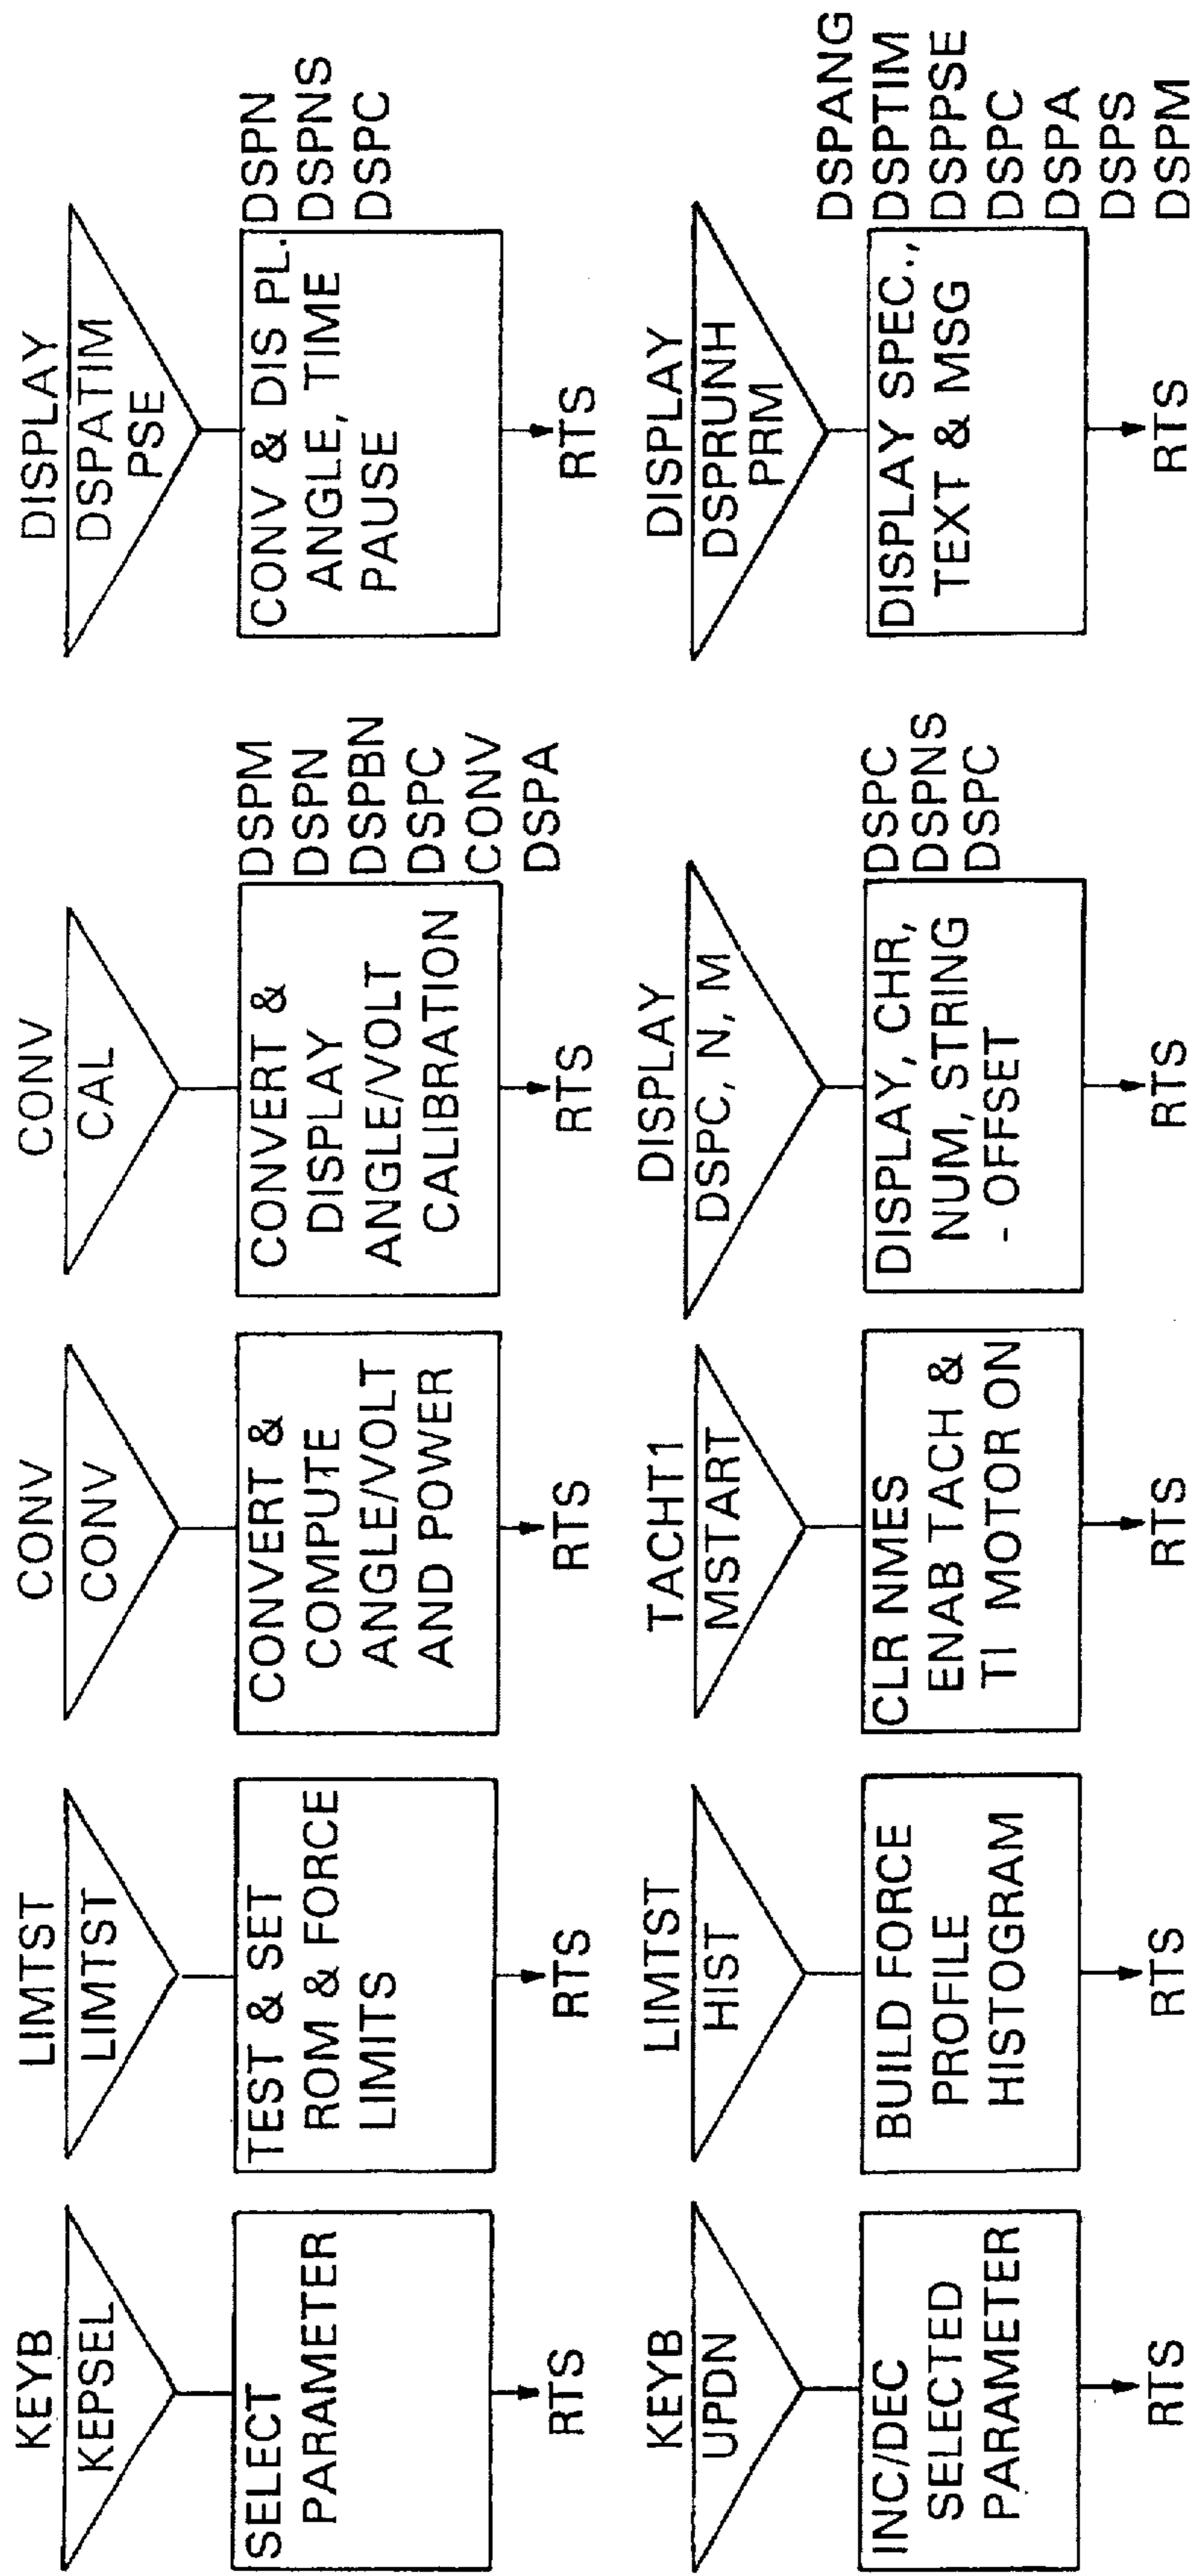 KEYB
KEPSEL
SELECT
PARAMETER
RTS
LIMTST
LIMTST
TEST & SET
ROM & FORCE
LIMITS
RTS
CONV
CONV
CONVERT &
COMPUTE
ANGLE/VOLT
AND POWER
RTS
CONV
CAL
CONVERT &
DISPLAY
ANGLE/VOLT
CALIBRATION
DSPM
DSPN
DSPBN
DSPC
CONV
DSPA
RTS
DISPLAY
DSPATIM
PSE
CONV & DIS PL.
ANGLE, TIME
PAUSE
DSPN
DSPNS
DSPC
RTS
KEYB
UPDN
INC/DEC
SELECTED
PARAMETER
RTS
LIMTST
HIST
BUILD FORCE
PROFILE
HISTOGRAM
RTS
TACHT1
MSTART
CLR NMES
ENAB TACH &
TI MOTOR ON
RTS
DISPLAY
DSPC, N, M
DISPLAY, CHR,
NUM, STRING
- OFFSET
DSPC
DSPNS
DSPC
RTS
DISPLAY
DSPRUNH
PRM
DISPLAY SPEC.,
TEXT & MSG
DSPANG
DSPTIM
DSPPSE
DSPC
DSPA
DSPS
DSPM
RTS